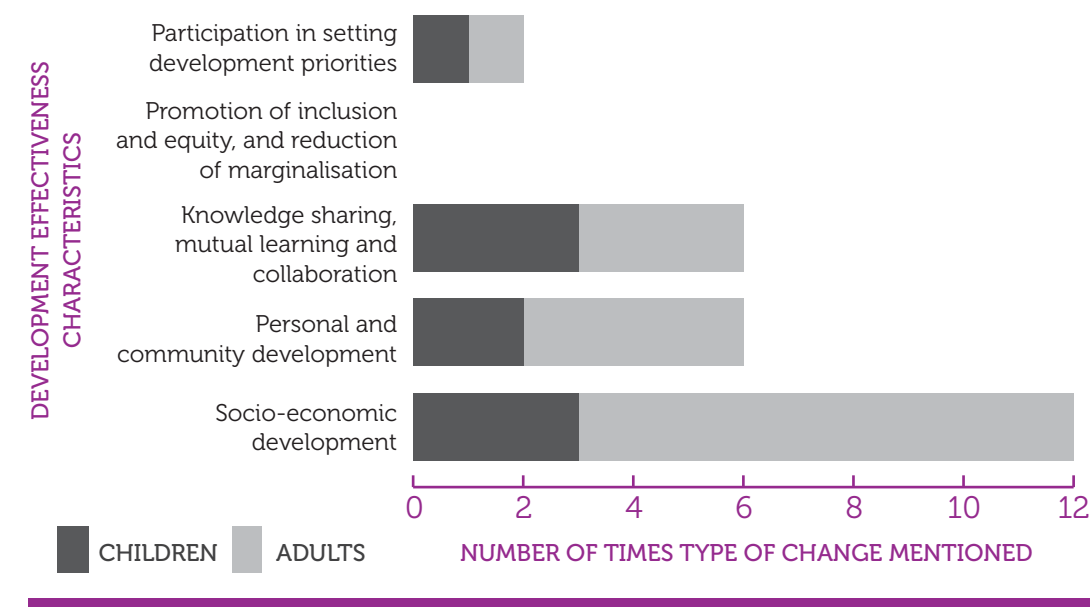 DEVELOPMENT EFFECTIVENESS
CHARACTERISTICS
Participation in setting
development priorities
Promotion of inclusion
and equity, and reduction
of marginalisation
Knowledge sharing,
mutual learning and
collaboration
Personal and
community development
Socio-economic
development
0 2 4 6 8 10 12
CHILDREN ADULTS
NUMBER OF TIMES TYPE OF CHANGE MENTIONED